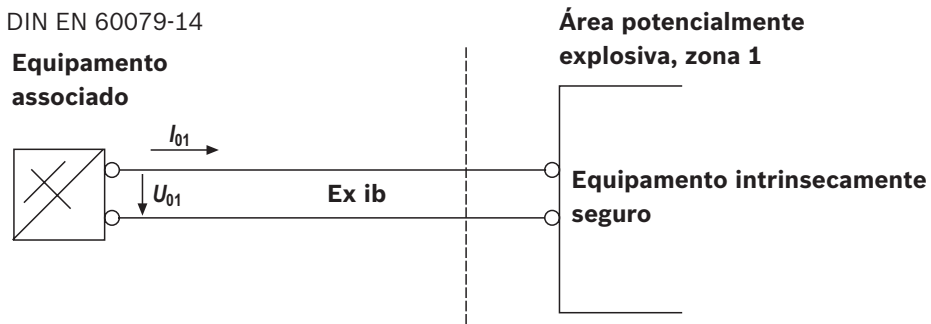 DIN EN 60079-14
Equipamento
associado
Área potencialmente
explosiva, zona 1
I01
U01
Ex ib
Equipamento intrinsecamente
seguro